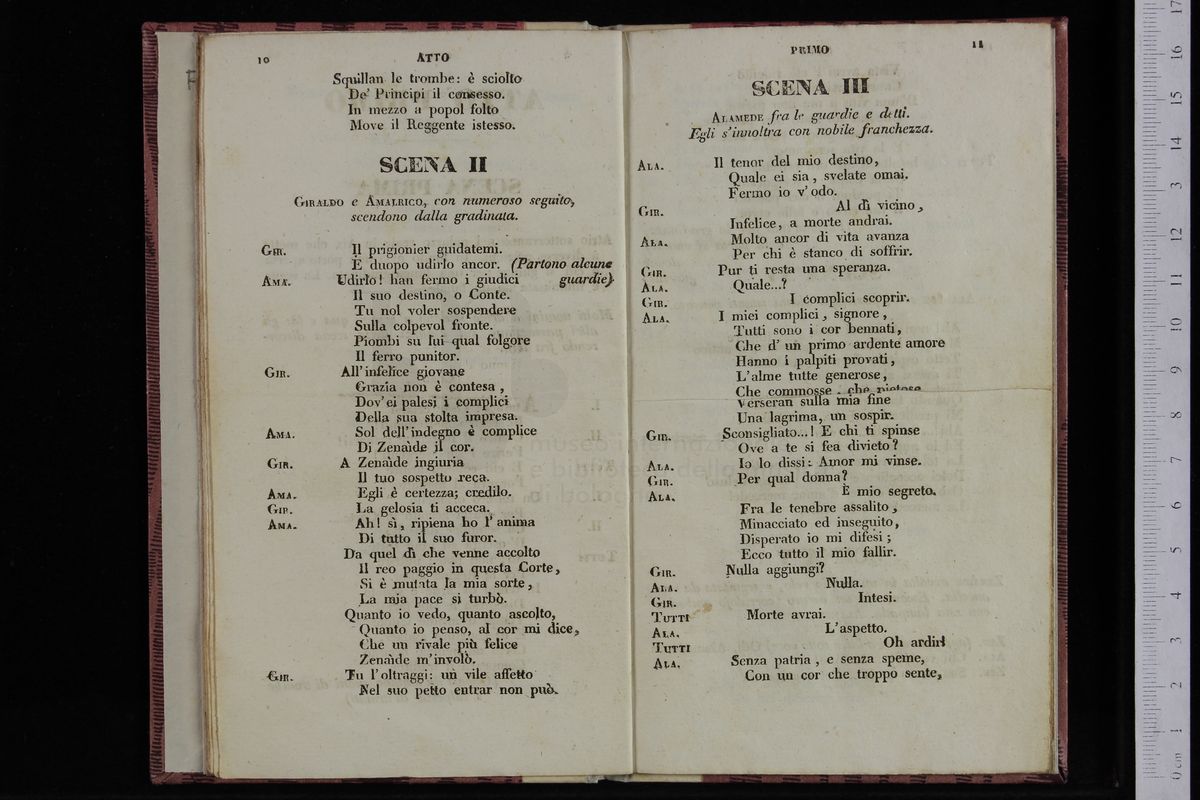 10 ATTO
Squillan le trombe: è sciolto
De' Principi il consesso.
In mezzo a popol folto
Move il Reggente istesso.
SCENA II
GIRALDO e AMALRICO, con numeroso seguito,
scendono dalla gradinata.
GIR. Il prigionier guidatemi.
È duopo udirlo ancor. (Partono alcune
AMA. Udirlo! han fermo i giudici guardie).
Il suo destino, o Conte.
Tu nol voler sospendere
Sulla colpevol fronte.
Piombi su lui qual folgore
Il ferro punitor.
GIR. All'infelice giovane
Grazia non è contesa,
Dov'ei palesi i complici
Della sua stolta impresa.
AMA. Sol dell'indegno è complice
Di Zenaìde il cor.
GIR. A Zenaìde ingiuria
Il tuo sospetto reca.
AMA. Egli è certezza; credilo.
GIR. La gelosia ti acceca.
AMA. Ah! sì, ripiena ho l'anima
Di tutto il suo furor.
Da quel dì che venne accolto
Il reo paggio in questa Corte,
Si è mutata la mia sorte,
La mia pace si turbò.
Quanto io vedo, quanto ascolto,
Quanto io penso, al cor mi dice,
Che un rivale più felice
Zenaìde m'involò.
GIR. Tu l'oltraggi: un vile affetto
Nel suo petto entrar non può.
PRIMO 11
SCENA III
ALAMEDE fra le guardie e detti.
Egli s'innoltra con nobile franchezza.
ALA. Il tenor del mio destino,
Quale ei sia, svelate omai.
Fermo io v'odo.
GIR. Al dì vicino,
Infelice, a morte andrai.
ALA. Molto ancor di vita avanza
Per chi è stanco di soffrir.
GIR. Pur ti resta una speranza.
ALA. Quale...?
GIR. I complici scoprir.
ALA. I miei complici, signore,
Tutti sono i cor bennati,
Che d'un primo ardente amore
Hanno i palpiti provati,
L'alme tutte generose,
Che commosse, che pietose
Verseran sulla mia fine
Una lagrima, un sospir.
GIR. Sconsigliato...! E chi ti spinse
Ove a te si fea divieto?
ALA. Io lo dissi: Amor mi vinse.
GIR. Per qual donna?
ALA. È mio segreto.
Fra le tenebre assalito,
Minacciato ed inseguito,
Disperato io mi difesi;
Ecco tutto il mio fallir.
GIR. Nulla aggiungi?
ALA. Nulla.
GIR. Intesi.
TUTTI Morte avrai.
ALA. L'aspetto.
TUTTI Oh ardir!
ALA. Senza patria, e senza speme,
Con un cor che troppo sente,